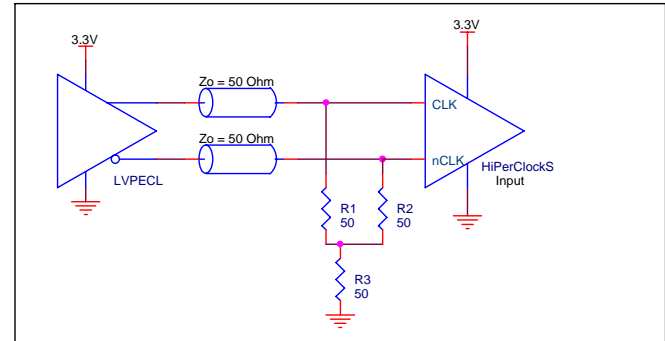 3.3V
3.3V
Zo = 50 Ohm
CLK
Zo = 50 Ohm
nCLK
LVPECL
HiPerClockS
Input
R1
50
R2
50
R3
50